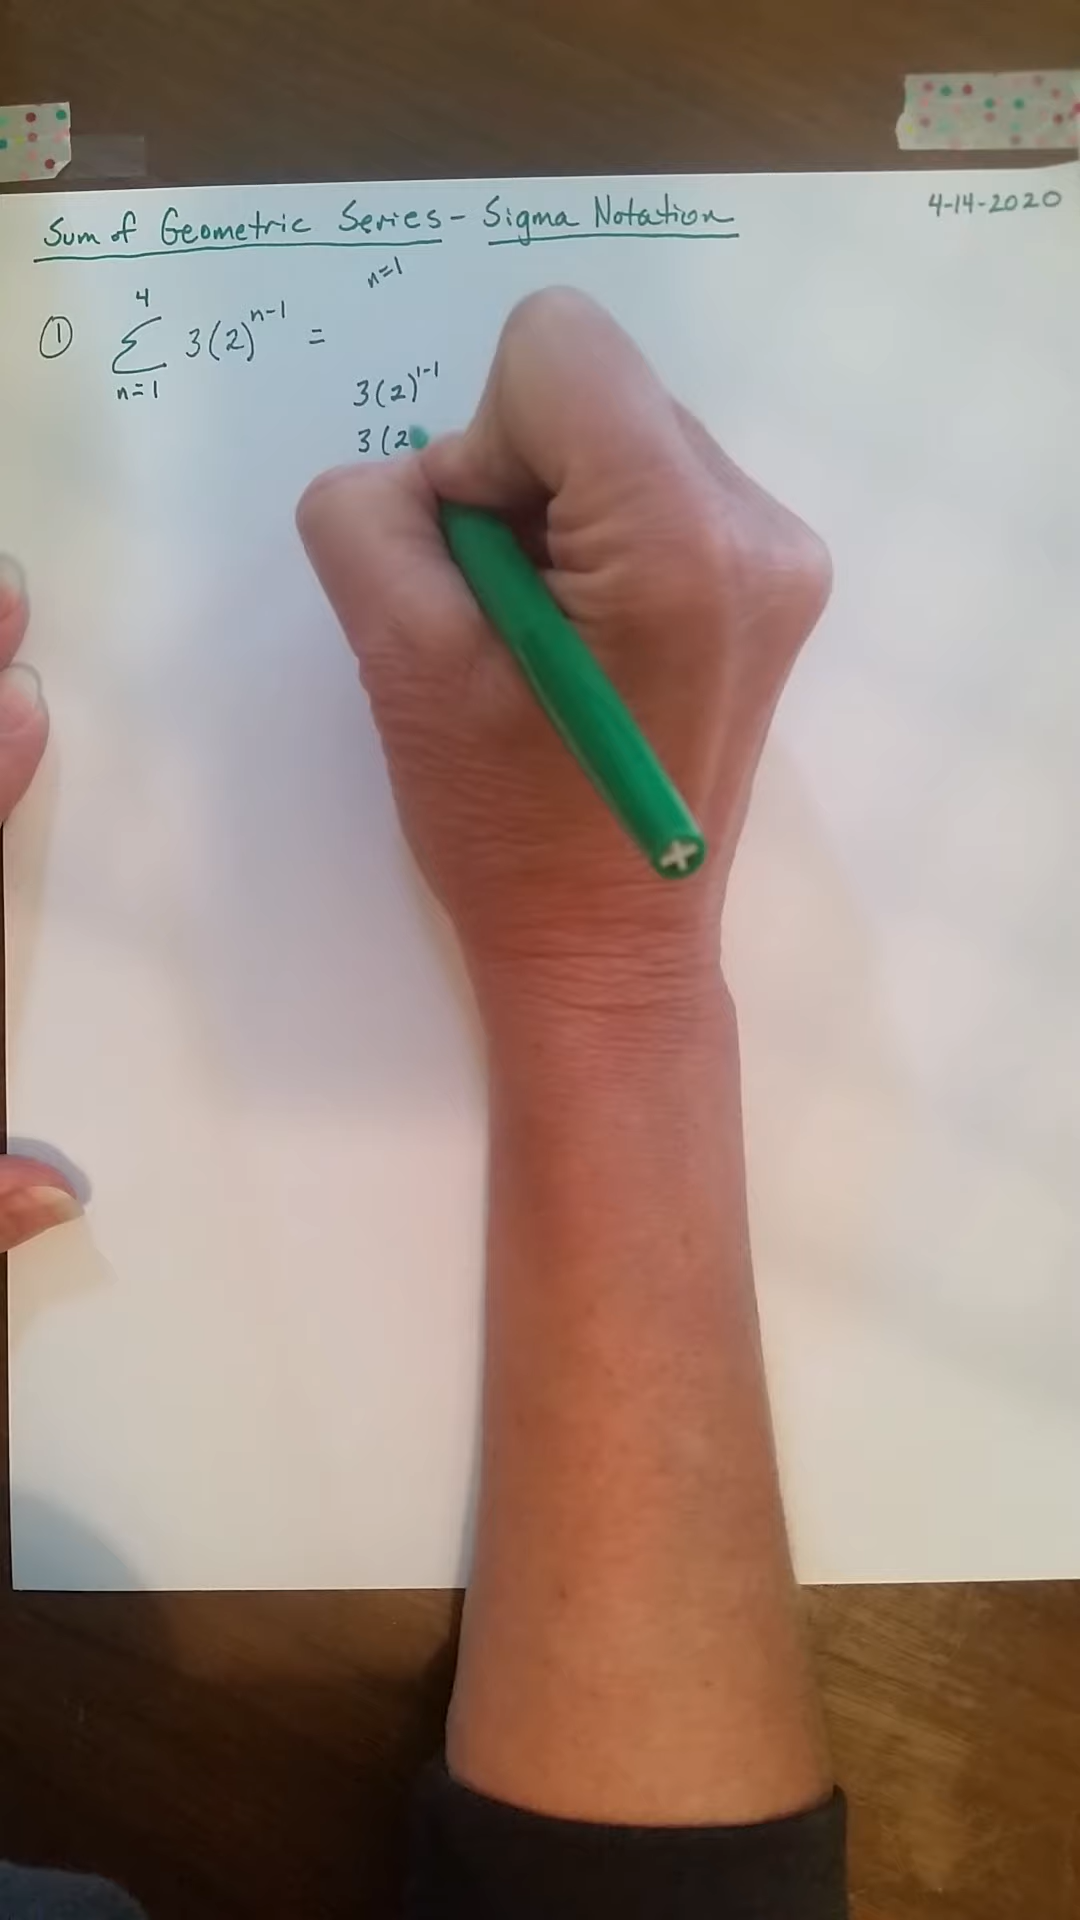 Sum of Geometric Series - Sigma Notation 4-14-2020
n=1
① 4
∑ 3(2)^{n-1} =
n=1
3(2)^{1-1}
3(2